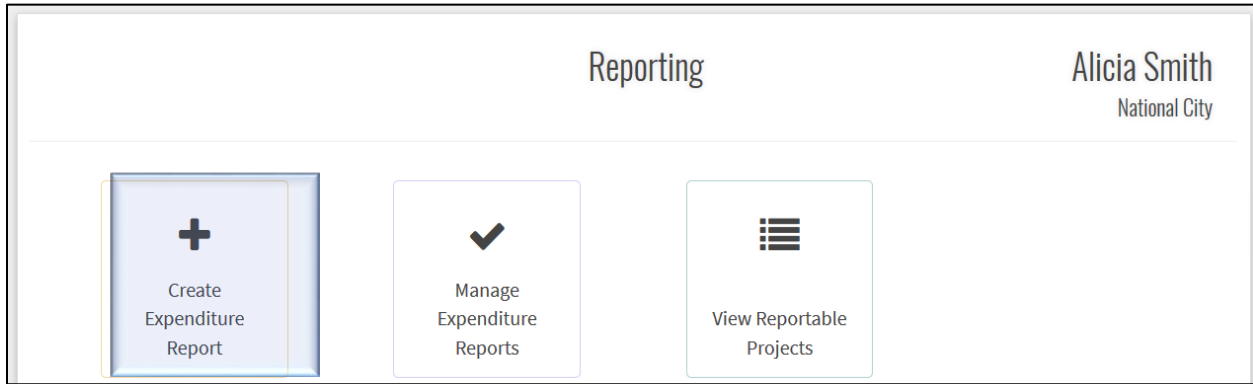 Reporting
Alicia Smith
National City
Create
Expenditure
Report
Manage
Expenditure
Reports
View Reportable
Projects